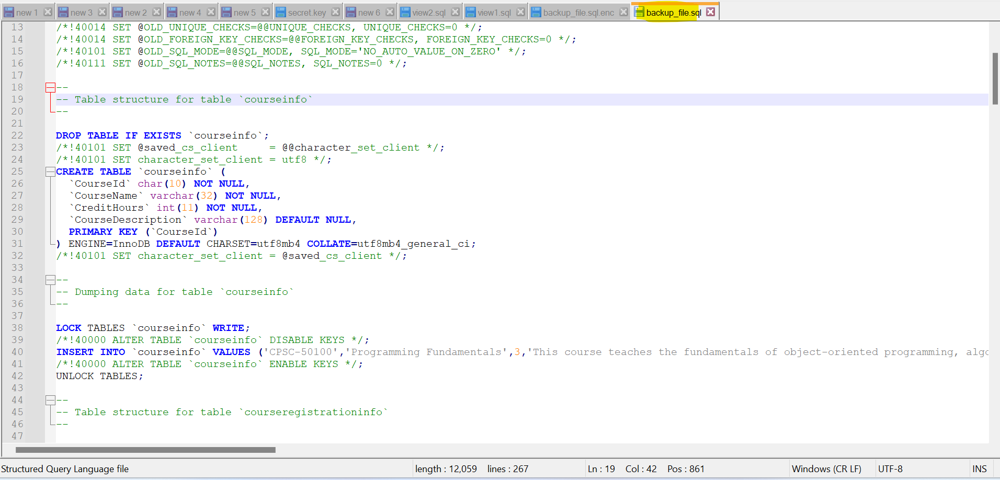 new 1 new 3 new 2 new 4 new 5 secret.key new 6 view2.sql view1.sql backup_file.sql.enc backup_file.sql
13 /*!40014 SET @OLD_UNIQUE_CHECKS=@@UNIQUE_CHECKS, UNIQUE_CHECKS=0 */;
14 /*!40014 SET @OLD_FOREIGN_KEY_CHECKS=@@FOREIGN_KEY_CHECKS, FOREIGN_KEY_CHECKS=0 */;
15 /*!40101 SET @OLD_SQL_MODE=@@SQL_MODE, SQL_MODE='NO_AUTO_VALUE_ON_ZERO' */;
16 /*!40111 SET @OLD_SQL_NOTES=@@SQL_NOTES, SQL_NOTES=0 */;
17
18 --
19 -- Table structure for table `courseinfo`
20 --
21
22 DROP TABLE IF EXISTS `courseinfo`;
23 /*!40101 SET @saved_cs_client     = @@character_set_client */;
24 /*!40101 SET character_set_client = utf8 */;
25 CREATE TABLE `courseinfo` (
26   `CourseId` char(10) NOT NULL,
27   `CourseName` varchar(32) NOT NULL,
28   `CreditHours` int(11) NOT NULL,
29   `CourseDescription` varchar(128) DEFAULT NULL,
30   PRIMARY KEY (`CourseId`)
31 ) ENGINE=InnoDB DEFAULT CHARSET=utf8mb4 COLLATE=utf8mb4_general_ci;
32 /*!40101 SET character_set_client = @saved_cs_client */;
33
34 --
35 -- Dumping data for table `courseinfo`
36 --
37
38 LOCK TABLES `courseinfo` WRITE;
39 /*!40000 ALTER TABLE `courseinfo` DISABLE KEYS */;
40 INSERT INTO `courseinfo` VALUES ('CPSC-50100','Programming Fundamentals',3,'This course teaches the fundamentals of object-oriented programming, algo
41 /*!40000 ALTER TABLE `courseinfo` ENABLE KEYS */;
42 UNLOCK TABLES;
43
44 --
45 -- Table structure for table `courseregistrationinfo`
46 --
47
Structured Query Language file length : 12,059 lines : 267 Ln : 19 Col : 42 Pos : 861 Windows (CR LF) UTF-8 INS